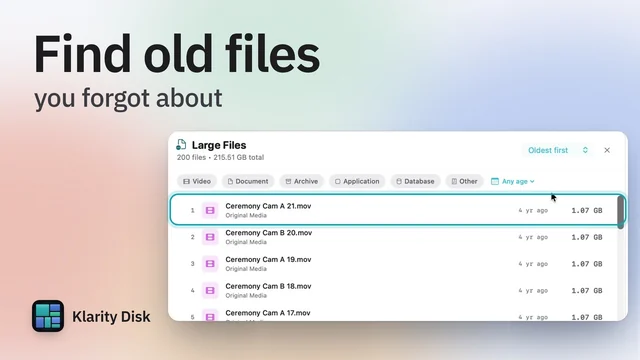 Find old files
you forgot about
Large Files
200 files • 215.51 GB total
Oldest first
Video
Document
Archive
Application
Database
Other
Any age
1 Ceremony Cam A 21.mov 4 yr ago 1.07 GB
Original Media
2 Ceremony Cam B 20.mov 4 yr ago 1.07 GB
Original Media
3 Ceremony Cam A 19.mov 4 yr ago 1.07 GB
Original Media
4 Ceremony Cam B 18.mov 4 yr ago 1.07 GB
Original Media
5 Ceremony Cam A 17.mov 4 yr ago 1.07 GB
Klarity Disk